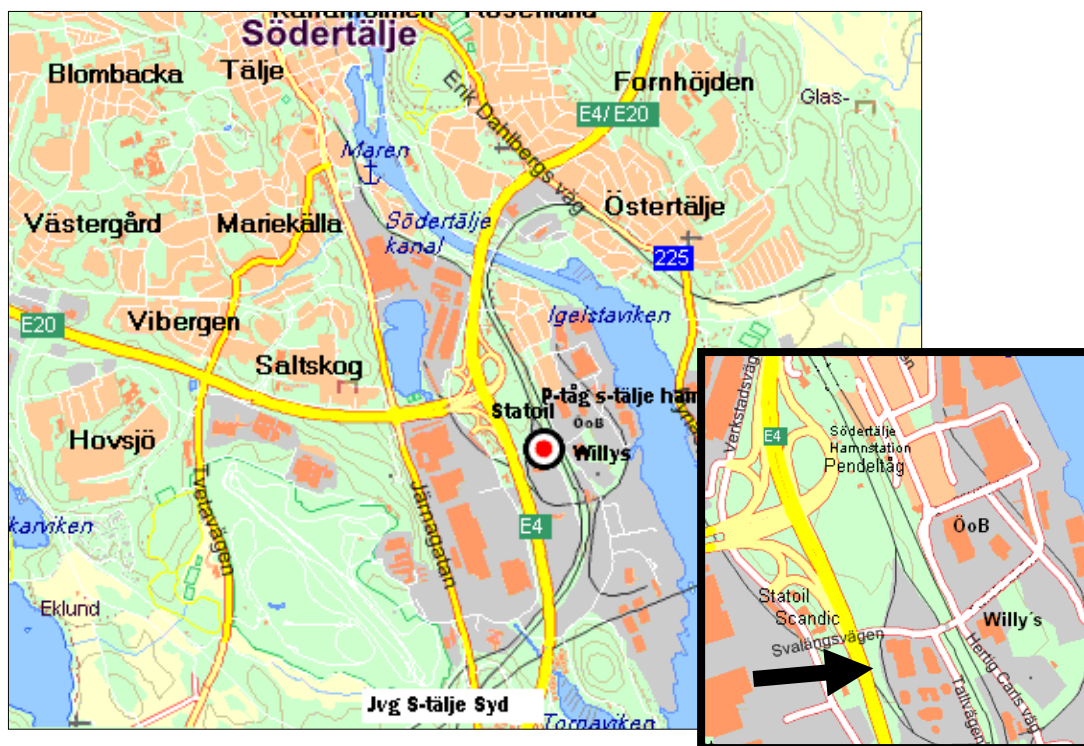 Södertälje
Blombacka
Tälje
Fornhöjden
Glas-
E4/ E20
Erik Dahlbergs väg
Maren
Västergård
Mariekälla
Södertälje
kanal
Östertälje
225
E20
Vibergen
Igelstaviken
Saltskog
P-tåg s-tälje ham
Statoil
ÖoB
Hovsjö
Willys
Tvetavägen
Järnagatan
E4
karviken
Eklund
Jvg S-tälje Syd
Tornaviken
Verkstadsväg
E4
Södertälje
Hamnstation
Pendeltåg
ÖoB
Statoil
Scandic
Willy´s
Svalängsvägen
Hertig Carls väg
Tallvägen